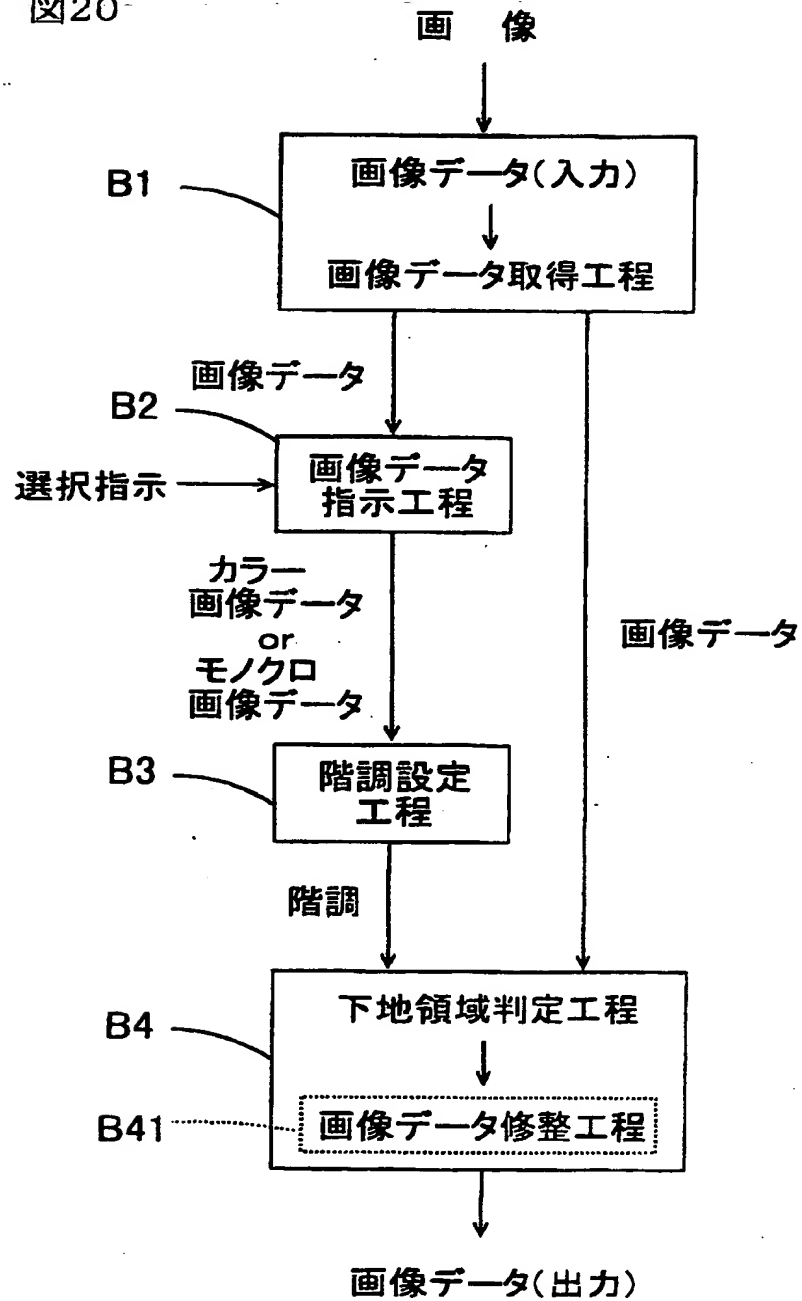 図20
画 像
B1
画像データ(入力)
画像データ取得工程
画像データ
B2
画像データ
指示工程
選択指示
カラー
画像データ
or
モノクロ
画像データ
画像データ
B3
階調設定
工程
階調
B4
下地領域判定工程
B41
画像データ修整工程
画像データ(出力)